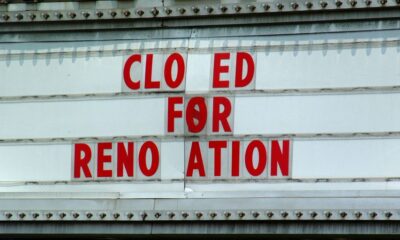 CLO ED
FOR
RENO ATION